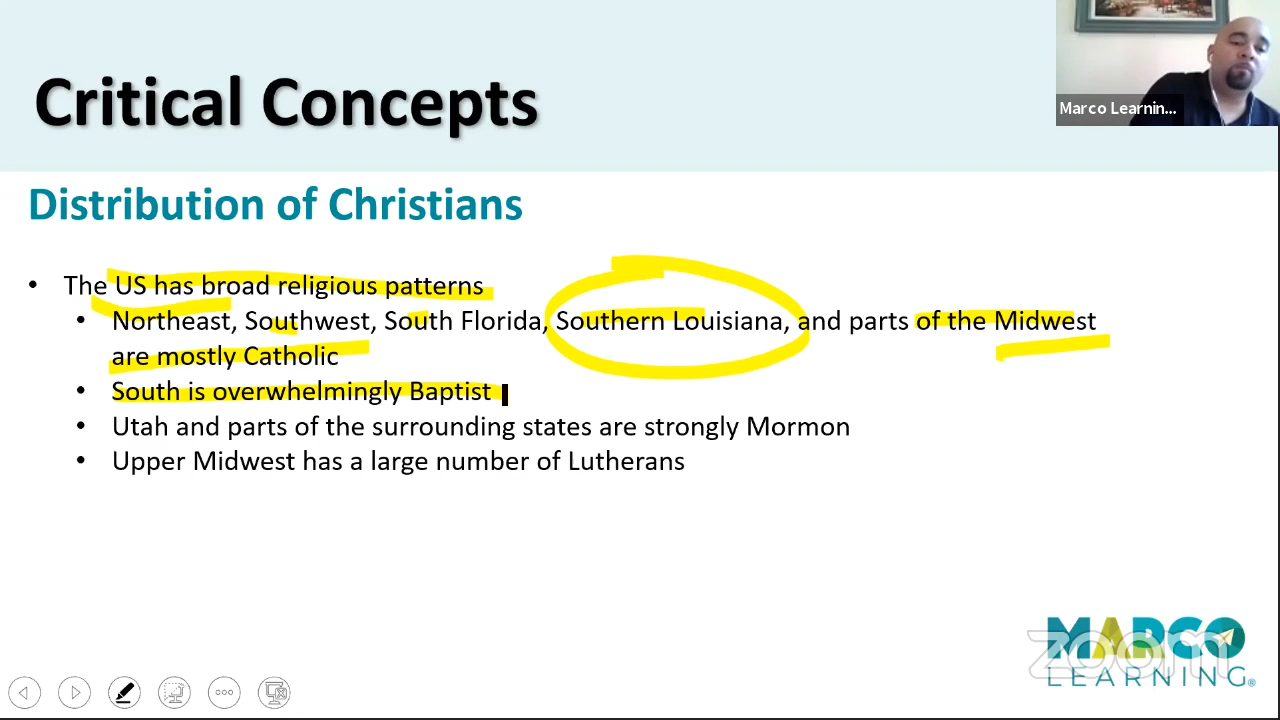 Critical Concepts
Marco Learnin...
Distribution of Christians
• The US has broad religious patterns
• Northeast, Southwest, South Florida, Southern Louisiana, and parts of the Midwest
are mostly Catholic
• South is overwhelmingly Baptist
• Utah and parts of the surrounding states are strongly Mormon
• Upper Midwest has a large number of Lutherans
MARCO
zoom
LEARNING®